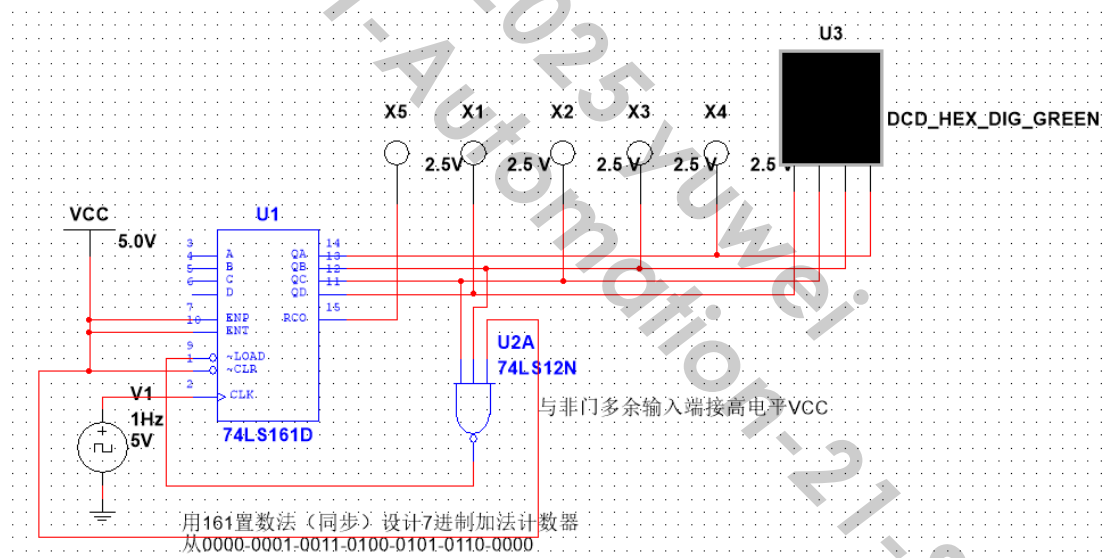 U3
DCD_HEX_DIG_GREEN
X5
X1
X2
X3
X4
2.5V
2.5 V
2.5 V
2.5 V
2.5 V
VCC
5.0V
U1
3
4
5
6
7
10
9
1
2
A
B
C
D
ENP
ENT
~LOAD
~CLR
CLK
QA
QB
QC
QD
RCO
14
13
12
11
15
74LS161D
V1
1Hz
5V
U2A
74LS12N
与非门多余输入端接高电平VCC
用161置数法（同步）设计7进制加法计数器
从0000-0001-0011-0100-0101-0110-0000
2025 yuwei
1-Automation-21-